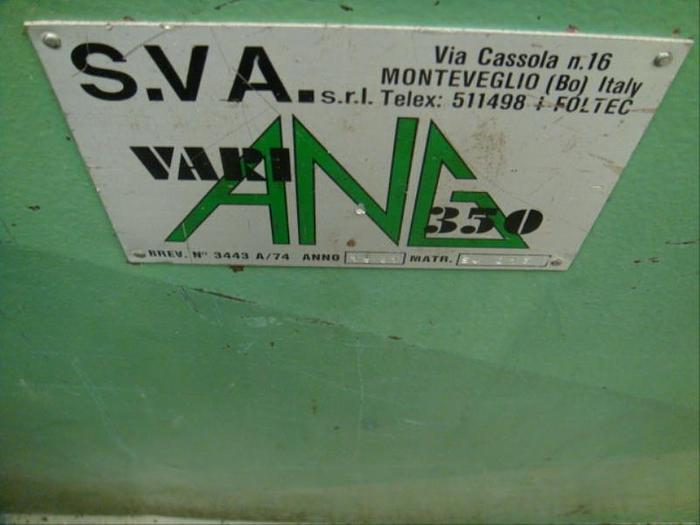 S.V.A. s.r.l.
Via Cassola n.16
MONTEVEGLIO (Bo) Italy
Telex: 511498 i FOLTEC
VARI ANG 350
BREV. N° 3443 A/74 ANNO MATR.